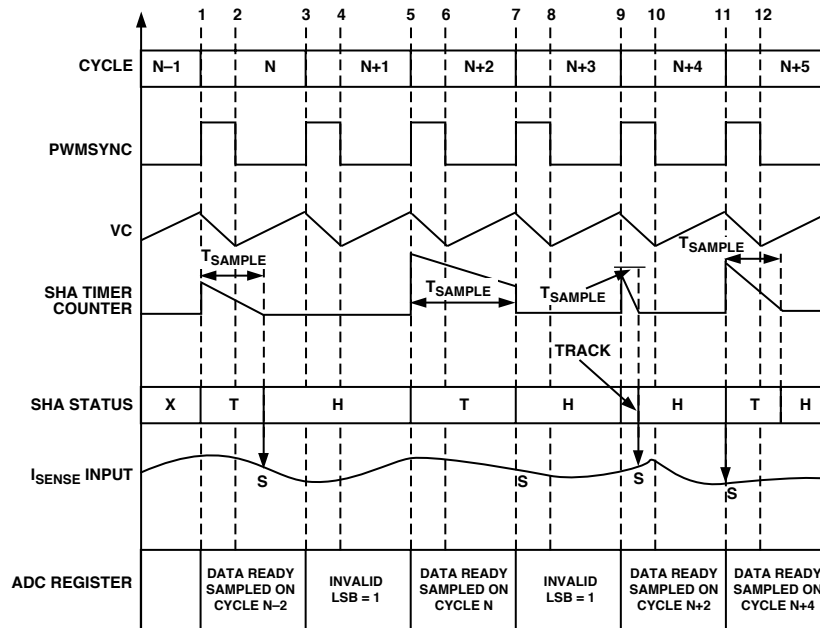 1 2 3 4 5 6 7 8 9 10 11 12
CYCLE N–1 N N+1 N+2 N+3 N+4 N+5
PWMSYNC
VC
TSAMPLE
TSAMPLE
SHA TIMER
COUNTER
TSAMPLE
TSAMPLE
TRACK
SHA STATUS X T H T H H T H
ISENSE INPUT
S S S S
ADC REGISTER
DATA READY
SAMPLED ON
CYCLE N–2
INVALID
LSB = 1
DATA READY
SAMPLED ON
CYCLE N
INVALID
LSB = 1
DATA READY
SAMPLED ON
CYCLE N+2
DATA READY
SAMPLED ON
CYCLE N+4